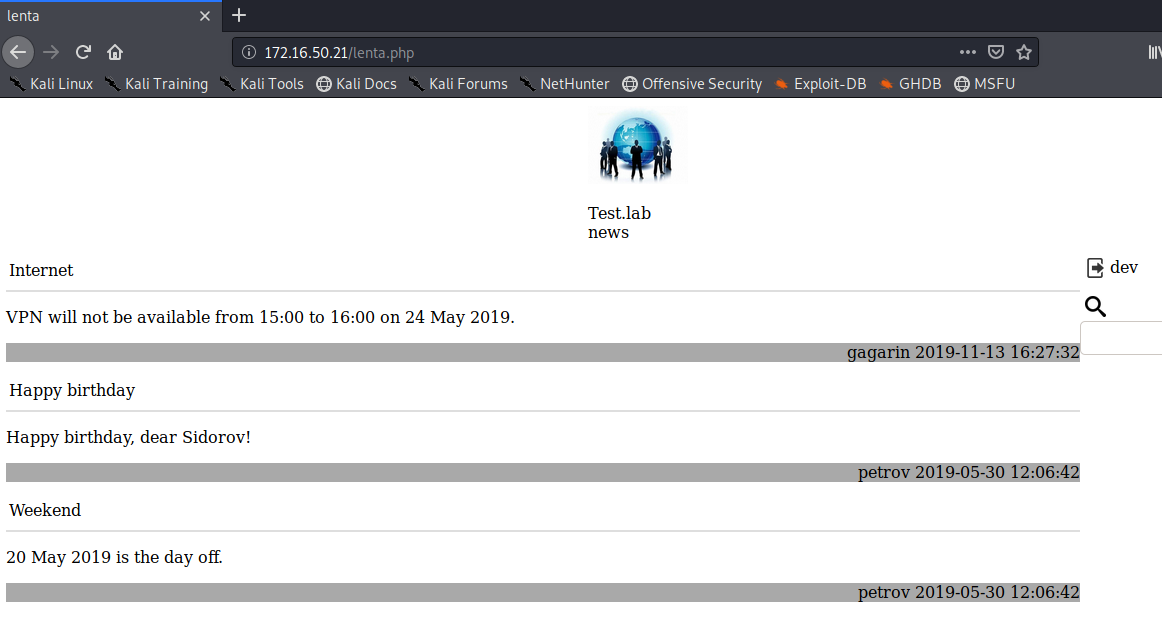 lenta
172.16.50.21/lenta.php
Kali Linux Kali Training Kali Tools Kali Docs Kali Forums NetHunter Offensive Security Exploit-DB GHDB MSFU
Test.lab
news
Internet
dev
VPN will not be available from 15:00 to 16:00 on 24 May 2019.
gagarin 2019-11-13 16:27:32
Happy birthday
Happy birthday, dear Sidorov!
petrov 2019-05-30 12:06:42
Weekend
20 May 2019 is the day off.
petrov 2019-05-30 12:06:42